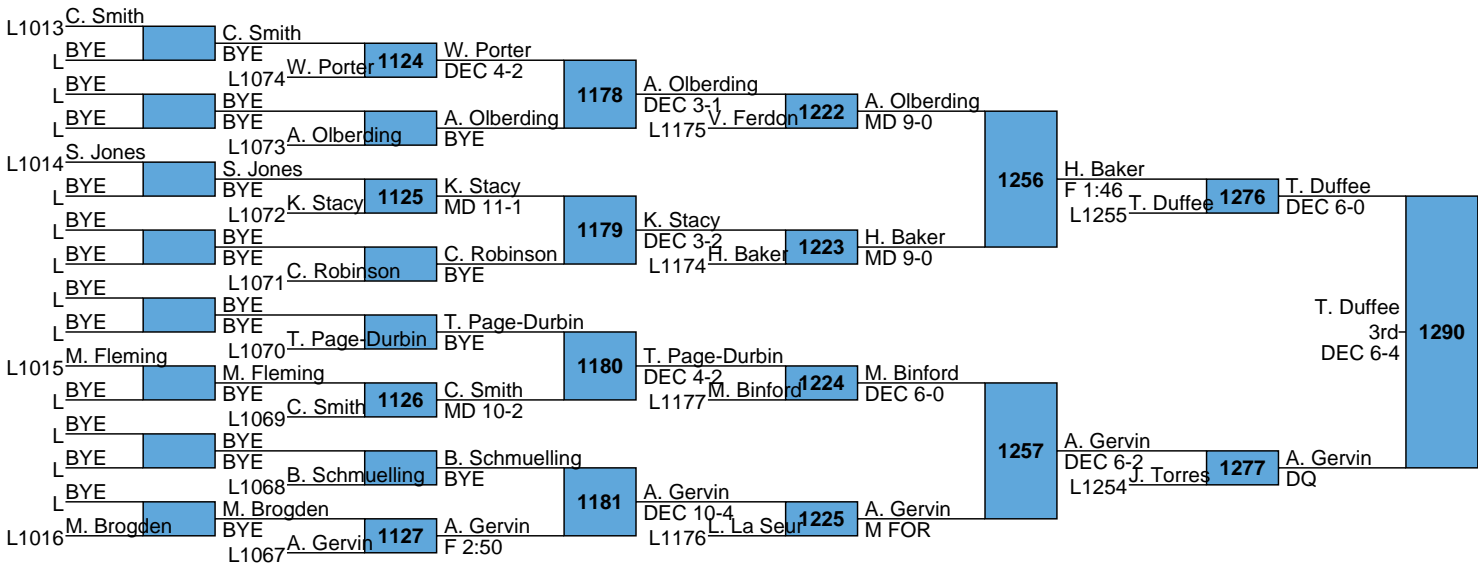 C. Smith
L1013
BYE
L
C. Smith
BYE
L1074
W. Porter
1124
W. Porter
DEC 4-2
BYE
L
BYE
L
BYE
BYE
L1073
A. Olberding
A. Olberding
BYE
1178
A. Olberding
DEC 3-1
L1175
V. Ferdon
1222
A. Olberding
MD 9-0
S. Jones
L1014
BYE
L
S. Jones
BYE
L1072
K. Stacy
1125
K. Stacy
MD 11-1
BYE
L
BYE
L
BYE
BYE
L1071
C. Robinson
C. Robinson
BYE
1179
K. Stacy
DEC 3-2
L1174
H. Baker
1223
H. Baker
MD 9-0
1256
H. Baker
F 1:46
L1255
T. Duffee
1276
T. Duffee
DEC 6-0
BYE
L
BYE
L
BYE
BYE
L1070
T. Page-Durbin
T. Page-Durbin
BYE
M. Fleming
L1015
BYE
L
M. Fleming
BYE
L1069
C. Smith
1126
C. Smith
MD 10-2
1180
T. Page-Durbin
DEC 4-2
L1177
M. Binford
1224
M. Binford
DEC 6-0
BYE
L
BYE
L
BYE
BYE
L1068
B. Schmuelling
B. Schmuelling
BYE
BYE
L
M. Brogden
L1016
M. Brogden
BYE
L1067
A. Gervin
1127
A. Gervin
F 2:50
1181
A. Gervin
DEC 10-4
L1176
L. La Seur
1225
A. Gervin
M FOR
1257
A. Gervin
DEC 6-2
L1254
J. Torres
1277
A. Gervin
DQ
1290
T. Duffee
3rd
DEC 6-4